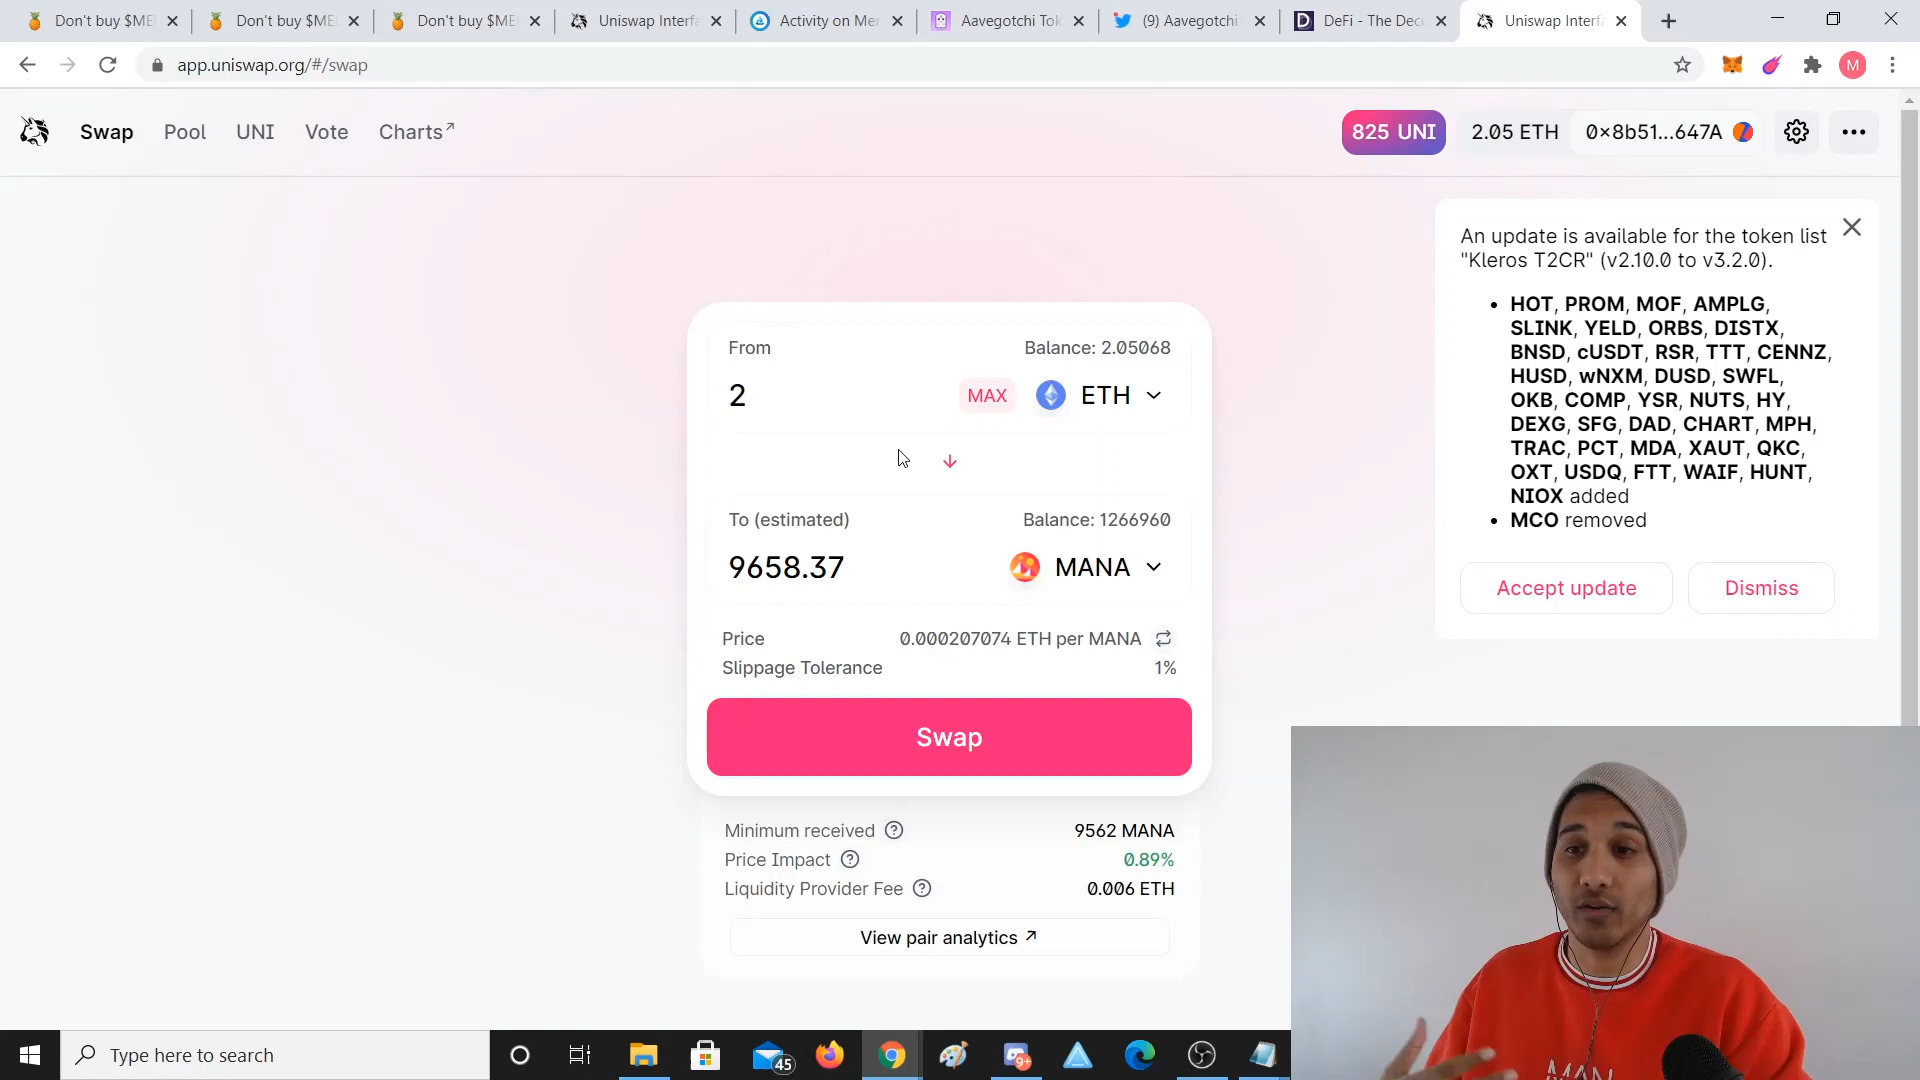 Don't buy $ME
Don't buy $ME
Don't buy $ME
Uniswap Interfa
Activity on Me
Aavegotchi Tok
(9) Aavegotchi
DeFi - The Dec
Uniswap Interfa
app.uniswap.org/#/swap
M
Swap
Pool
UNI
Vote
Charts↗
825 UNI
2.05 ETH
0×8b51...647A
An update is available for the token list
"Kleros T2CR" (v2.10.0 to v3.2.0).
• HOT, PROM, MOF, AMPLG,
SLINK, YELD, ORBS, DISTX,
BNSD, cUSDT, RSR, TTT, CENNZ,
HUSD, wNXM, DUSD, SWFL,
OKB, COMP, YSR, NUTS, HY,
DEXG, SFG, DAD, CHART, MPH,
TRAC, PCT, MDA, XAUT, QKC,
OXT, USDQ, FTT, WAIF, HUNT,
NIOX added
• MCO removed
Accept update
Dismiss
From
Balance: 2.05068
2
MAX
ETH
To (estimated)
Balance: 1266960
9658.37
MANA
Price
0.000207074 ETH per MANA
Slippage Tolerance
1%
Swap
Minimum received
9562 MANA
Price Impact
0.89%
Liquidity Provider Fee
0.006 ETH
View pair analytics ↗
Type here to search
45
9+